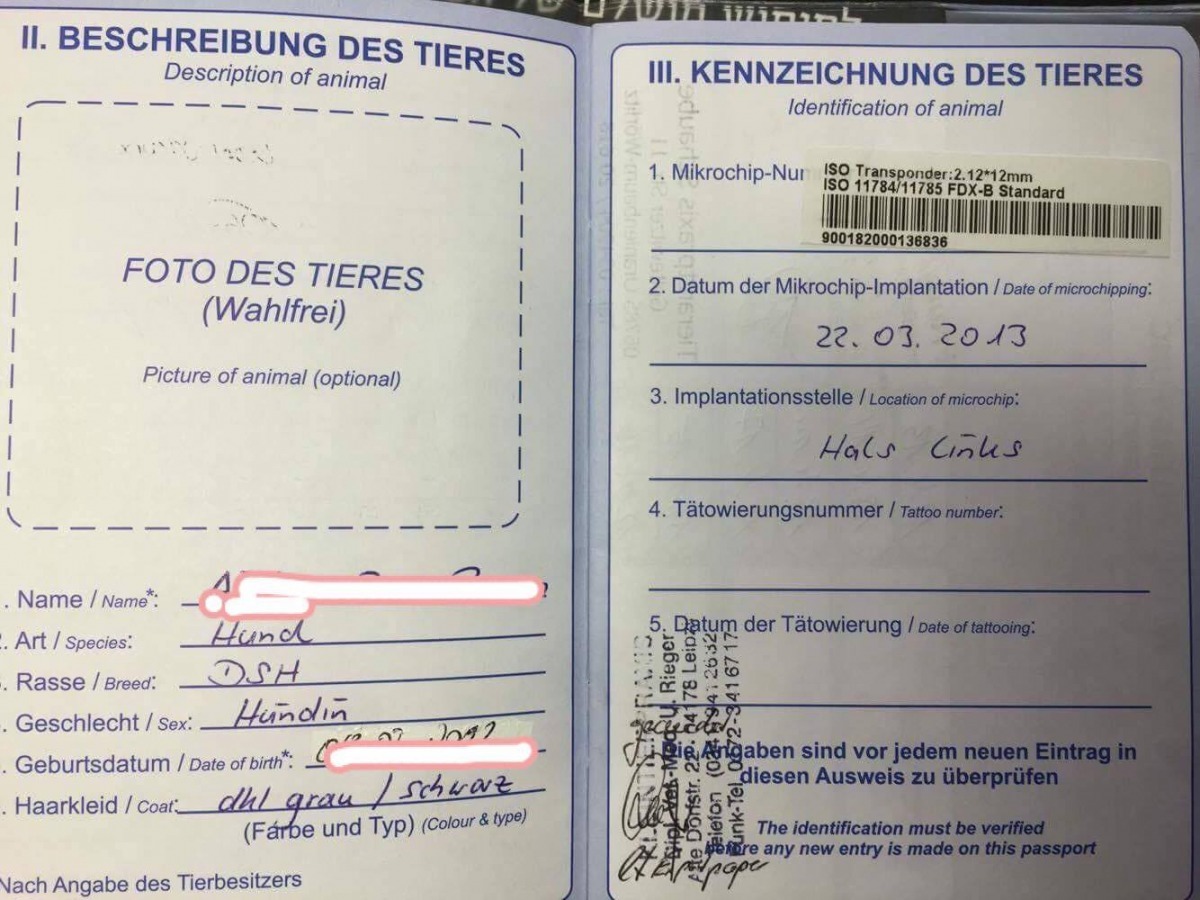 II. BESCHREIBUNG DES TIERES
Description of animal
FOTO DES TIERES
(Wahlfrei)
Picture of animal (optional)
. Name / Name*:
. Art / Species: Hund
. Rasse / Breed: DSH
. Geschlecht / Sex: Hündin
. Geburtsdatum / Date of birth*:
. Haarkleid / Coat: dkl grau / schwarz
(Farbe und Typ) (Colour & type)
Nach Angabe des Tierbesitzers
III. KENNZEICHNUNG DES TIERES
Identification of animal
1. Mikrochip-Nu
ISO Transponder:2.12*12mm
ISO 11784/11785 FDX-B Standard
900182000136836
2. Datum der Mikrochip-Implantation / Date of microchipping:
22. 03. 2013
3. Implantationsstelle / Location of microchip:
Hals links
4. Tätowierungsnummer / Tattoo number:
5. Datum der Tätowierung / Date of tattooing:
Die Angaben sind vor jedem neuen Eintrag in
diesen Ausweis zu überprüfen
The identification must be verified
before any new entry is made on this passport
U. Rieger
04178 Leipz